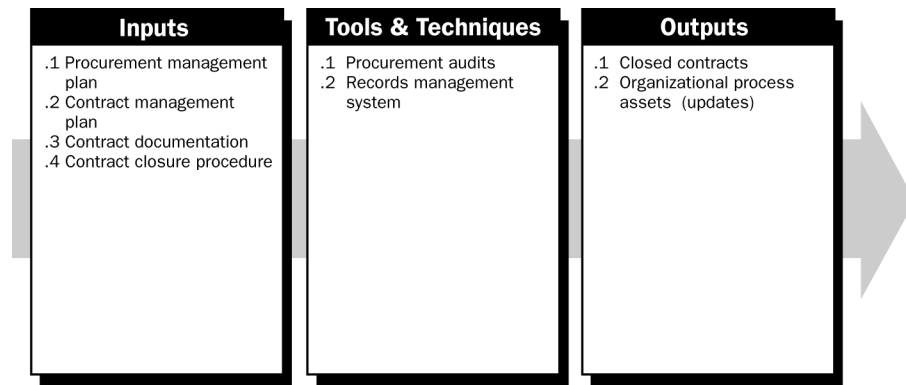 Inputs
.1 Procurement management
plan
.2 Contract management
plan
.3 Contract documentation
.4 Contract closure procedure
Tools & Techniques
.1 Procurement audits
.2 Records management
system
Outputs
.1 Closed contracts
.2 Organizational process
assets (updates)